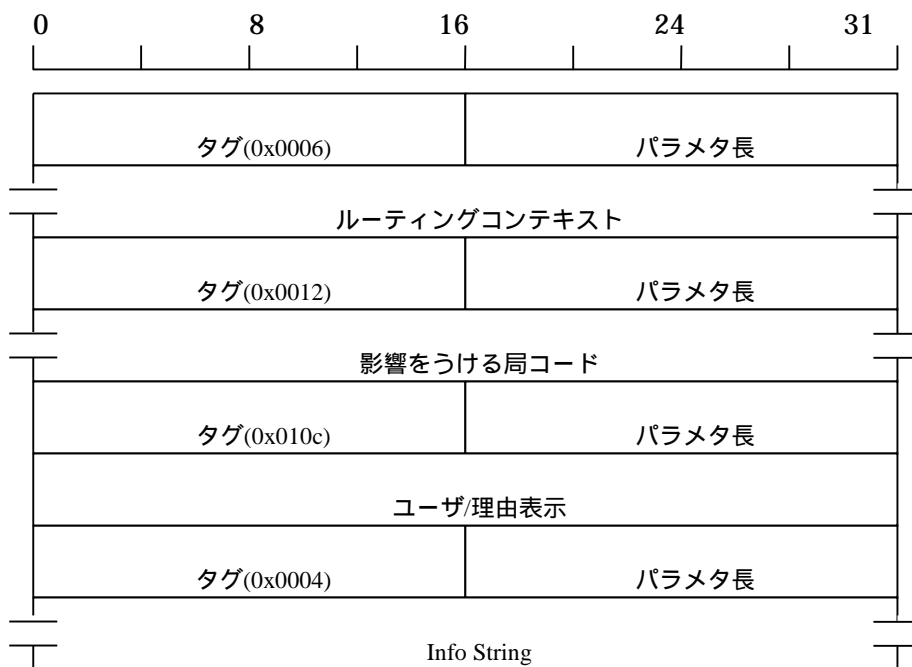 0 8 16 24 31
タグ(0x0006) パラメタ長
ルーティングコンテキスト
タグ(0x0012) パラメタ長
影響をうける局コード
タグ(0x010c) パラメタ長
ユーザ/理由表示
タグ(0x0004) パラメタ長
Info String